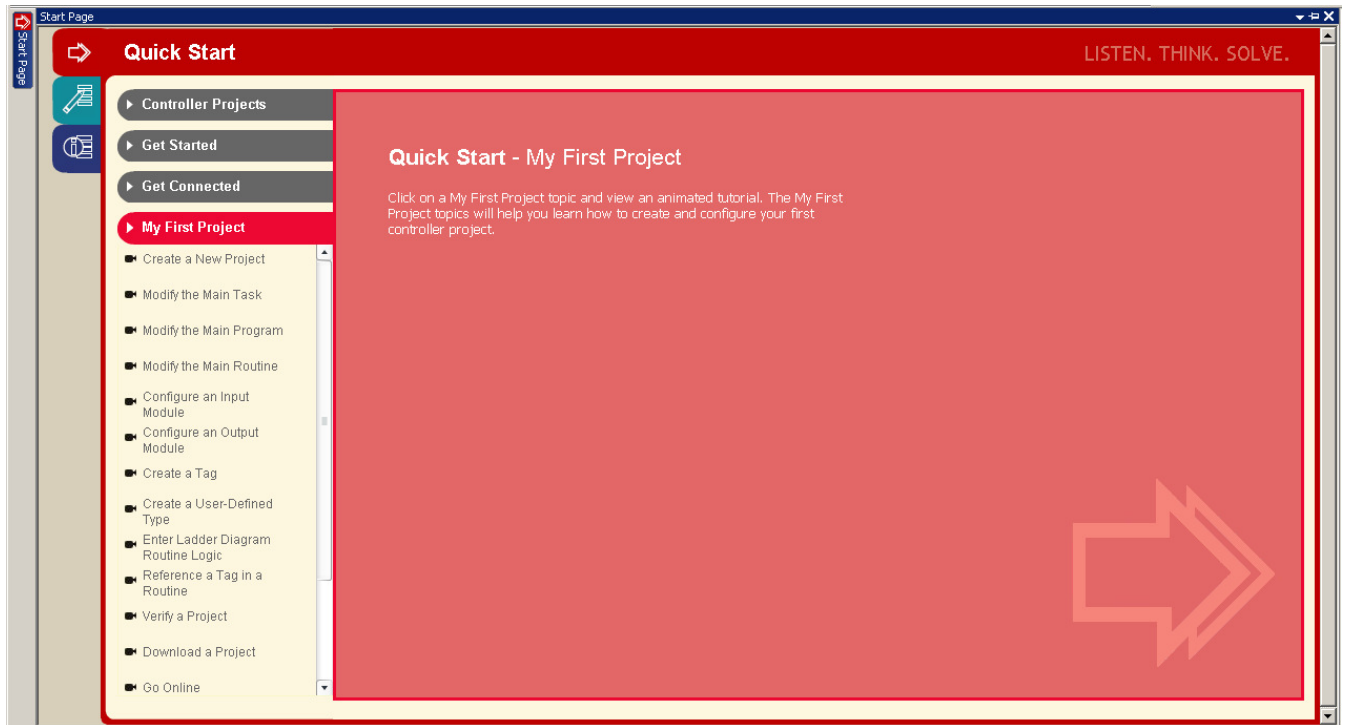 Start Page
Start Page
Quick Start
LISTEN. THINK. SOLVE.
Controller Projects
Get Started
Get Connected
My First Project
Create a New Project
Modify the Main Task
Modify the Main Program
Modify the Main Routine
Configure an Input
Module
Configure an Output
Module
Create a Tag
Create a User-Defined
Type
Enter Ladder Diagram
Routine Logic
Reference a Tag in a
Routine
Verify a Project
Download a Project
Go Online
Quick Start - My First Project
Click on a My First Project topic and view an animated tutorial. The My First
Project topics will help you learn how to create and configure your first
controller project.